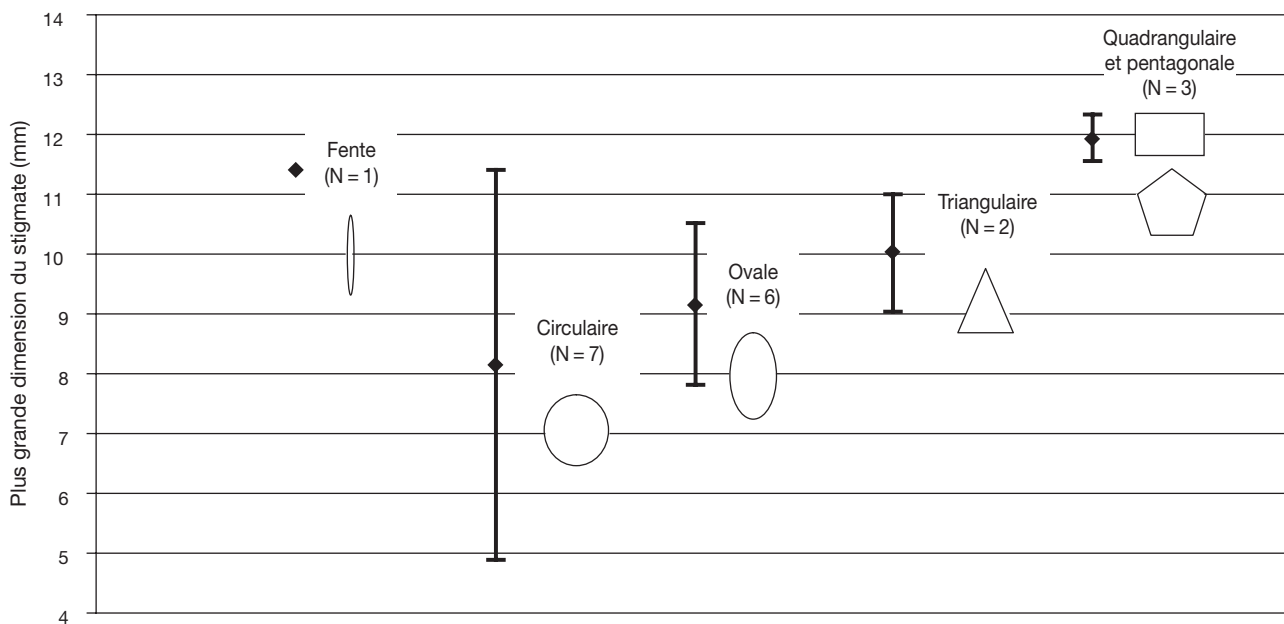 Plus grande dimension du stigmate (mm)
14
13
12
11
10
9
8
7
6
5
4
Fente
(N = 1)
Circulaire
(N = 7)
Ovale
(N = 6)
Triangulaire
(N = 2)
Quadrangulaire
et pentagonale
(N = 3)